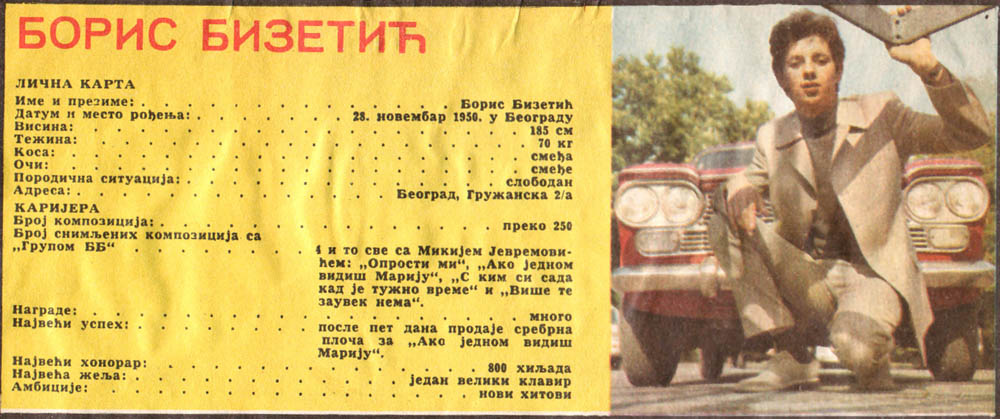 БОРИС БИЗЕТИЋ
ЛИЧНА КАРТА
Име и презиме: . . . . . . . . . . . . Борис Бизетић
Датум и место рођења: . . . . . . 28. новембар 1950. у Београду
Висина: . . . . . . . . . . . . . . . 185 см
Тежина: . . . . . . . . . . . . . . . 70 кг
Коса: . . . . . . . . . . . . . . . смеђа
Очи: . . . . . . . . . . . . . . . смеђе
Породична ситуација: . . . . . . . . . . . слободан
Адреса: . . . . . . . . . . Београд, Гружанска 2/а
КАРИЈЕРА
Број композиција: . . . . . . . . . . . . преко 250
Број снимљених композиција са
„Групом ББ“ . . . . . . . . 4 и то све са Микијем Јевремови-
ћем: „Опрости ми“, „Ако једном
видиш Марију“, „С ким си сада
кад је тужно време“ и „Више те
заувек нема“.
Награде: . . . . . . . . . . . . . . . много
Највећи успех: . . . . . . . после пет дана продаје сребрна
плоча за „Ако једном видиш
Марију“.
Највећи хонорар: . . . . . . . . . . . 800 хиљада
Највећа жеља: . . . . . . . . . . један велики клавир
Амбиције: . . . . . . . . . . . . . нови хитови